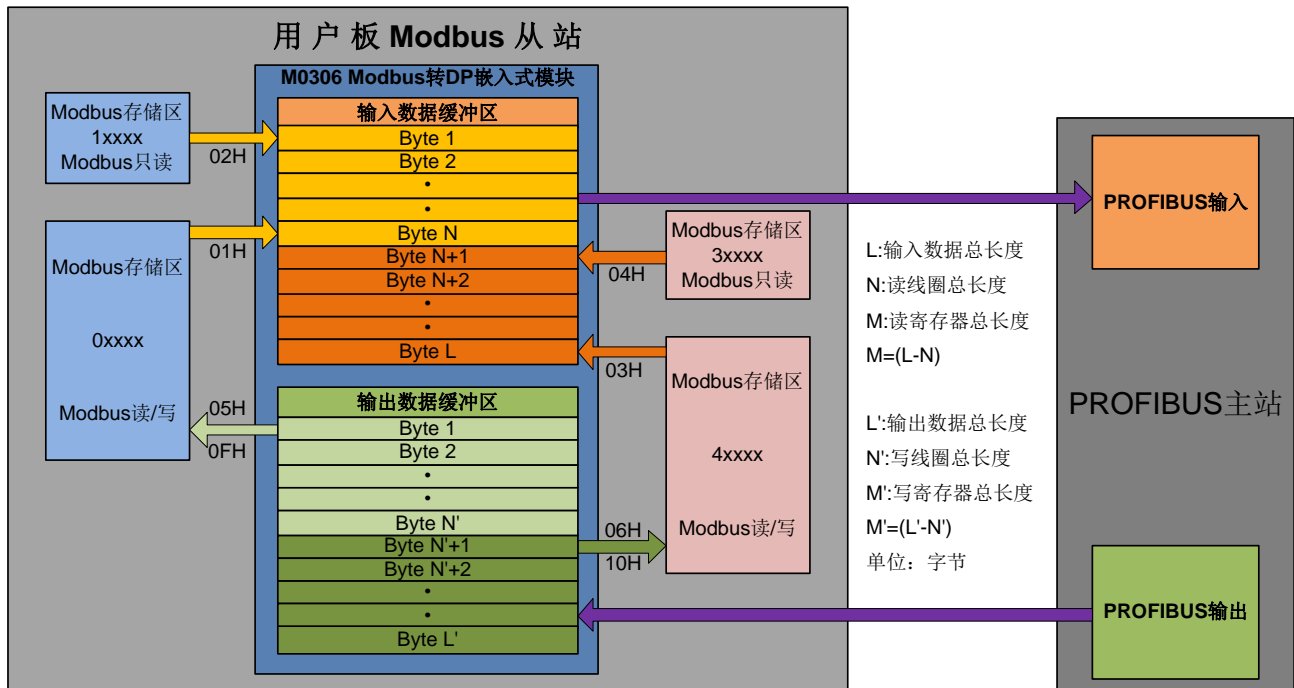 用 户 板 Modbus 从 站
M0306 Modbus转DP嵌入式模块
Modbus存储区
1xxxx
Modbus只读
02H
Modbus存储区
0xxxx
Modbus读/写
01H
05H
0FH
输入数据缓冲区
Byte 1
Byte 2
•
•
Byte N
Byte N+1
Byte N+2
•
•
Byte L
输出数据缓冲区
Byte 1
Byte 2
•
•
Byte N'
Byte N'+1
Byte N'+2
•
•
Byte L'
Modbus存储区
3xxxx
Modbus只读
04H
03H
Modbus存储区
4xxxx
Modbus读/写
06H
10H
L:输入数据总长度
N:读线圈总长度
M:读寄存器总长度
M=(L-N)
L':输出数据总长度
N':写线圈总长度
M':写寄存器总长度
M'=(L'-N')
单位：字节
PROFIBUS输入
PROFIBUS主站
PROFIBUS输出